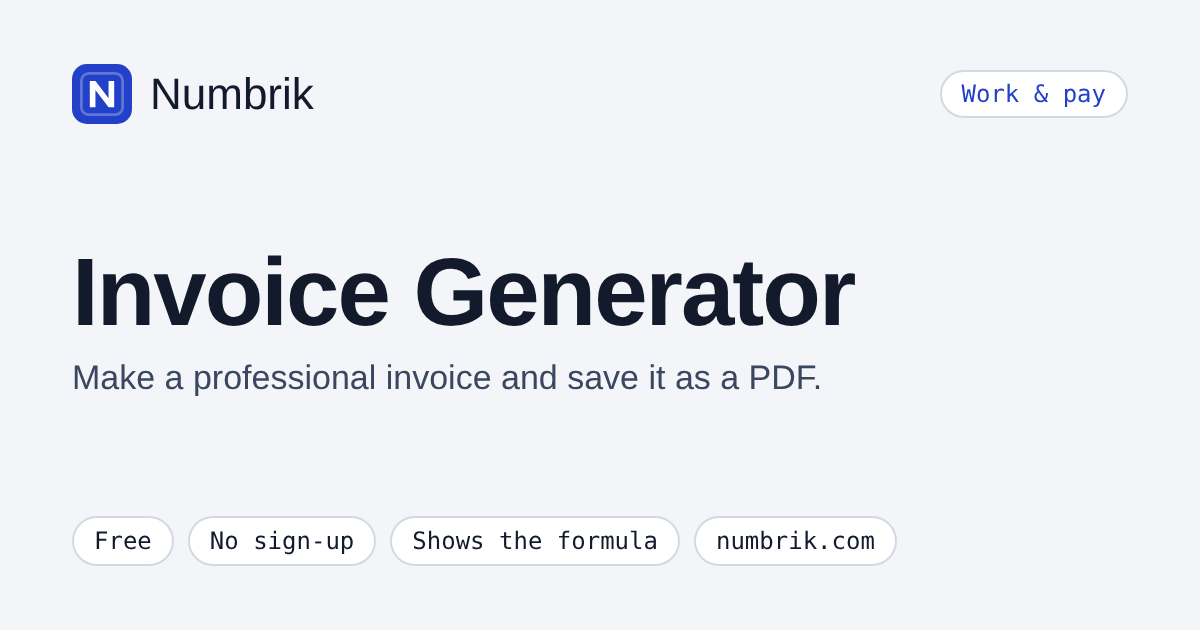 N
Numbrik
Work & pay
Invoice Generator
Make a professional invoice and save it as a PDF.
Free
No sign-up
Shows the formula
numbrik.com